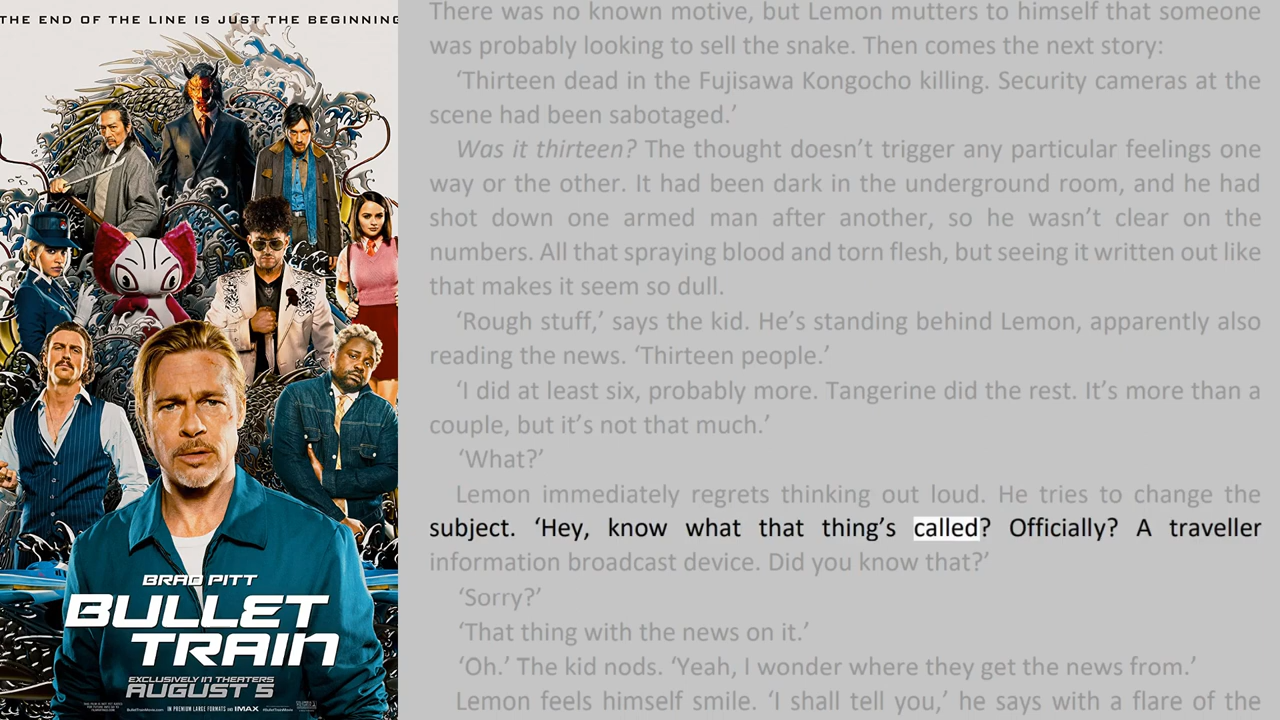 THE END OF THE LINE IS JUST THE BEGINNING
BRAD PITT
BULLET
TRAIN
EXCLUSIVELY IN THEATERS
AUGUST 5
BulletTrainMovie.com
IN PREMIUM LARGE FORMATS and IMAX
#BulletTrainMovie
There was no known motive, but Lemon mutters to himself that someone
was probably looking to sell the snake. Then comes the next story:
‘Thirteen dead in the Fujisawa Kongocho killing. Security cameras at the
scene had been sabotaged.’
Was it thirteen? The thought doesn’t trigger any particular feelings one
way or the other. It had been dark in the underground room, and he had
shot down one armed man after another, so he wasn’t clear on the
numbers. All that spraying blood and torn flesh, but seeing it written out like
that makes it seem so dull.
‘Rough stuff,’ says the kid. He’s standing behind Lemon, apparently also
reading the news. ‘Thirteen people.’
‘I did at least six, probably more. Tangerine did the rest. It’s more than a
couple, but it’s not that much.’
‘What?’
Lemon immediately regrets thinking out loud. He tries to change the
subject. ‘Hey, know what that thing’s called? Officially? A traveller
information broadcast device. Did you know that?’
‘Sorry?’
‘That thing with the news on it.’
‘Oh.’ The kid nods. ‘Yeah, I wonder where they get the news from.’
Lemon feels himself smile. ‘I’ll tell you,’ he says with a flare of the